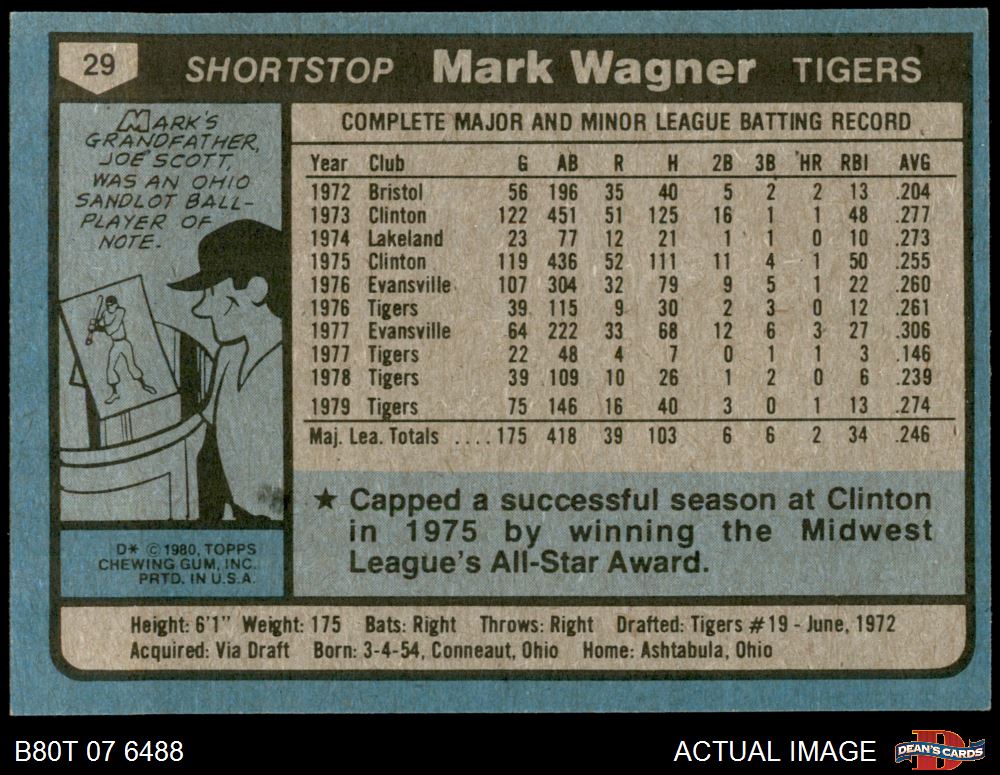 29 SHORTSTOP Mark Wagner TIGERS
MARK'S
GRANDFATHER,
JOE SCOTT,
WAS AN OHIO
SANDLOT BALL-
PLAYER OF
NOTE.
COMPLETE MAJOR AND MINOR LEAGUE BATTING RECORD
Year Club G AB R H 2B 3B HR RBI AVG
1972 Bristol 56 196 35 40 5 2 2 13 .204
1973 Clinton 122 451 51 125 16 1 1 48 .277
1974 Lakeland 23 77 12 21 1 1 0 10 .273
1975 Clinton 119 436 52 111 11 4 1 50 .255
1976 Evansville 107 304 32 79 9 5 1 22 .260
1976 Tigers 39 115 9 30 2 3 0 12 .261
1977 Evansville 64 222 33 68 12 6 3 27 .306
1977 Tigers 22 48 4 7 0 1 1 3 .146
1978 Tigers 39 109 10 26 1 2 0 6 .239
1979 Tigers 75 146 16 40 3 0 1 13 .274
Maj. Lea. Totals .... 175 418 39 103 6 6 2 34 .246
★ Capped a successful season at Clinton
in 1975 by winning the Midwest
League's All-Star Award.
D* © 1980, TOPPS
CHEWING GUM, INC.
PRTD. IN U.S.A.
Height: 6'1" Weight: 175 Bats: Right Throws: Right Drafted: Tigers #19 - June, 1972
Acquired: Via Draft Born: 3-4-54, Conneaut, Ohio Home: Ashtabula, Ohio
B80T 07 6488
ACTUAL IMAGE
D
DEAN'S CARDS